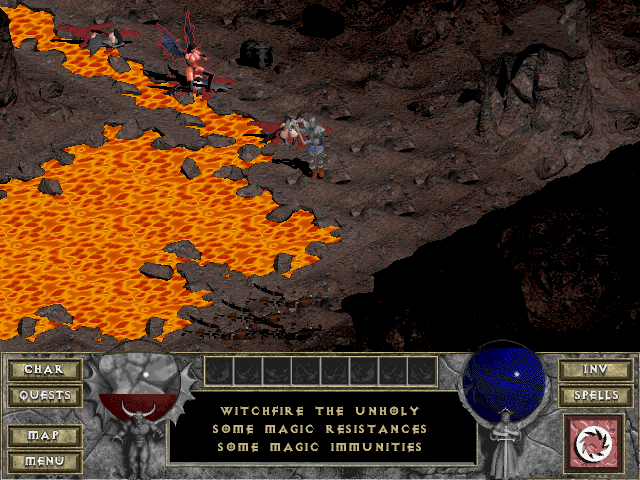 CHAR
QUESTS
MAP
MENU
WITCHFIRE THE UNHOLY
SOME MAGIC RESISTANCES
SOME MAGIC IMMUNITIES
INV
SPELLS